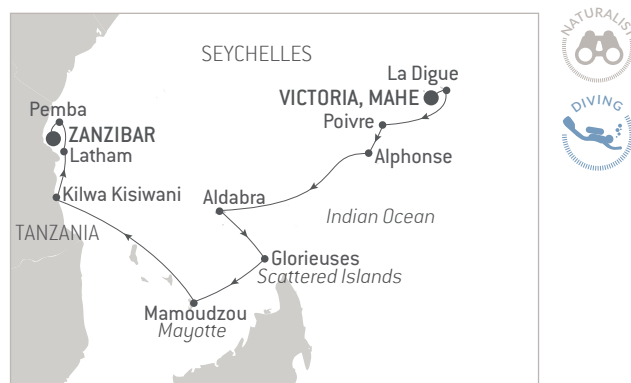 SEYCHELLES
La Digue
VICTORIA, MAHE
Poivre
Alphonse
Pemba
ZANZIBAR
Latham
Kilwa Kisiwani
TANZANIA
Aldabra
Indian Ocean
Glorieuses
Scattered Islands
Mamoudzou
Mayotte
NATURALIST
DIVING